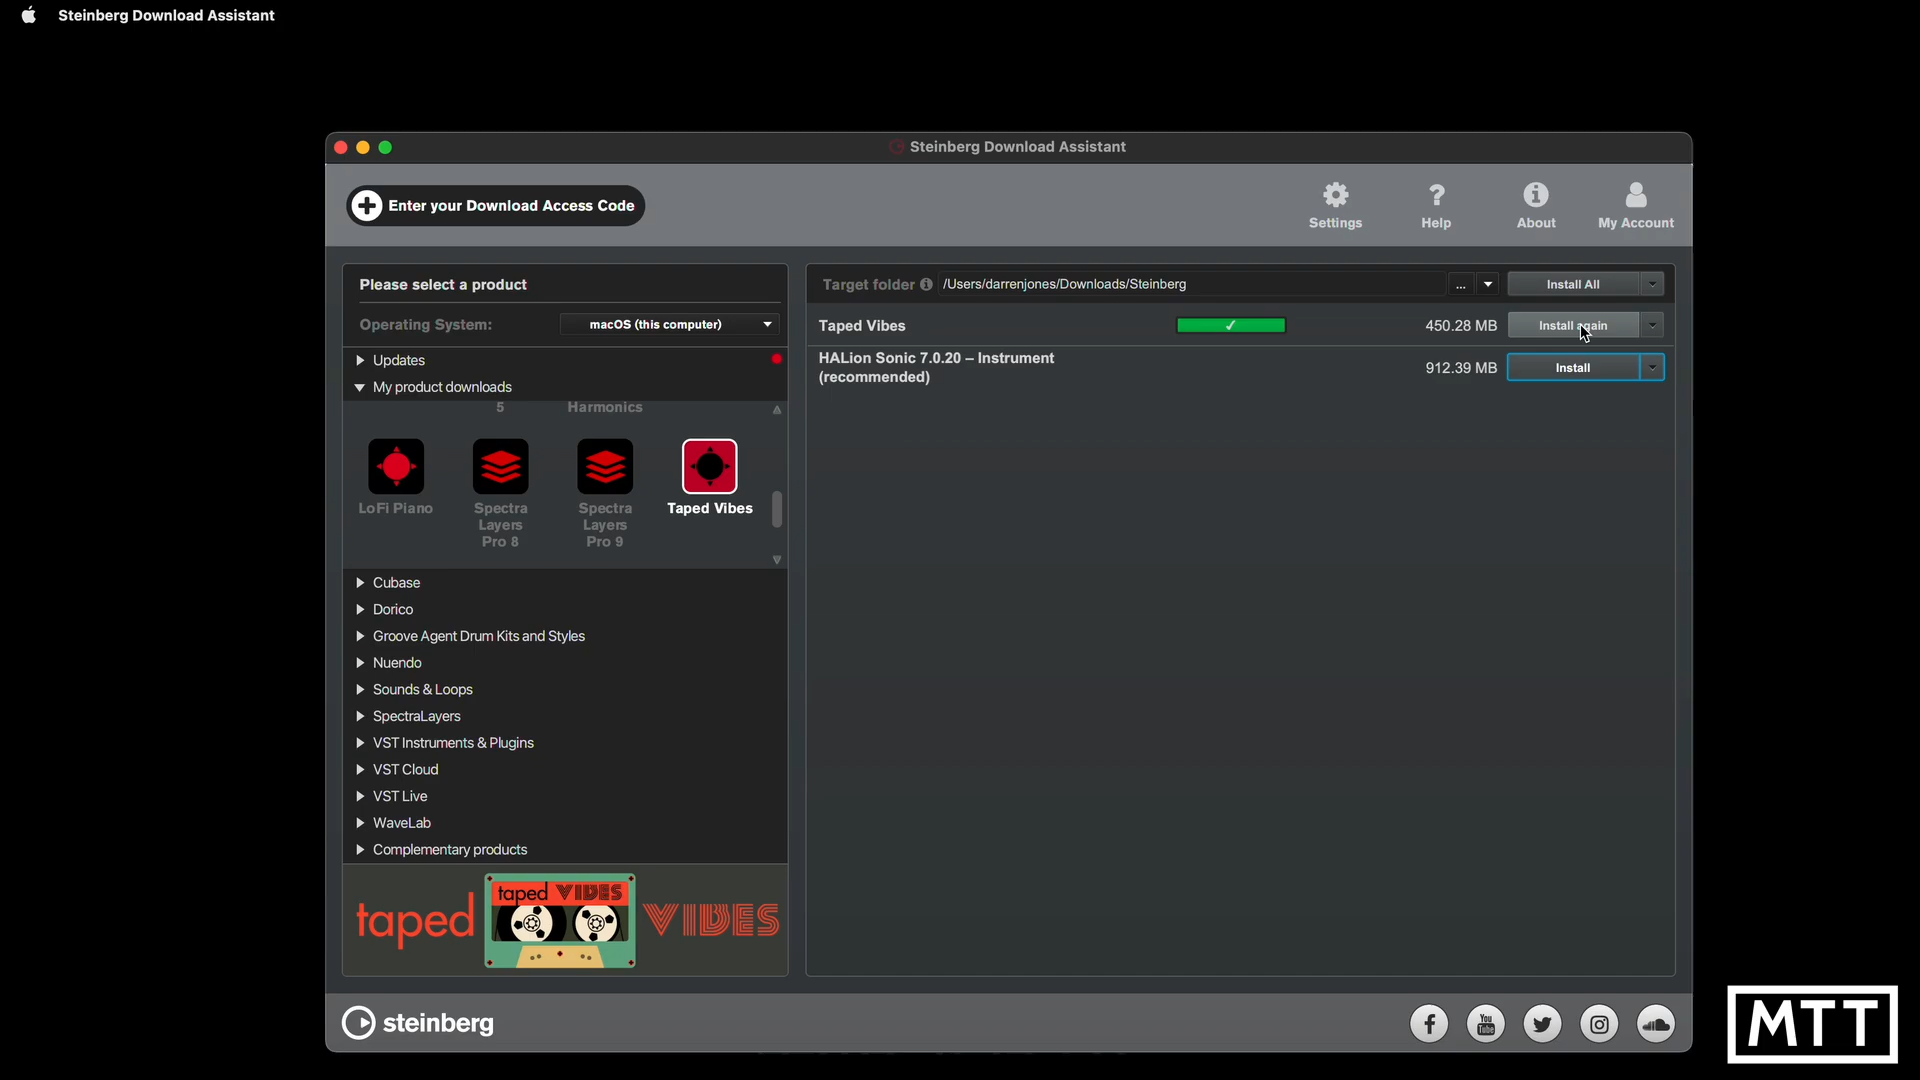 Steinberg Download Assistant
Steinberg Download Assistant
Enter your Download Access Code
Settings
Help
About
My Account
Please select a product
Operating System:
macOS (this computer)
Updates
My product downloads
5
Harmonics
LoFi Piano
Spectra
Layers
Pro 8
Spectra
Layers
Pro 9
Taped Vibes
Cubase
Dorico
Groove Agent Drum Kits and Styles
Nuendo
Sounds & Loops
SpectraLayers
VST Instruments & Plugins
VST Cloud
VST Live
WaveLab
Complementary products
taped
taped VIBES
VIBES
Target folder
/Users/darrenjones/Downloads/Steinberg
...
Install All
Taped Vibes
450.28 MB
Install again
HALion Sonic 7.0.20 – Instrument
(recommended)
912.39 MB
Install
steinberg
You
Tube
MTT